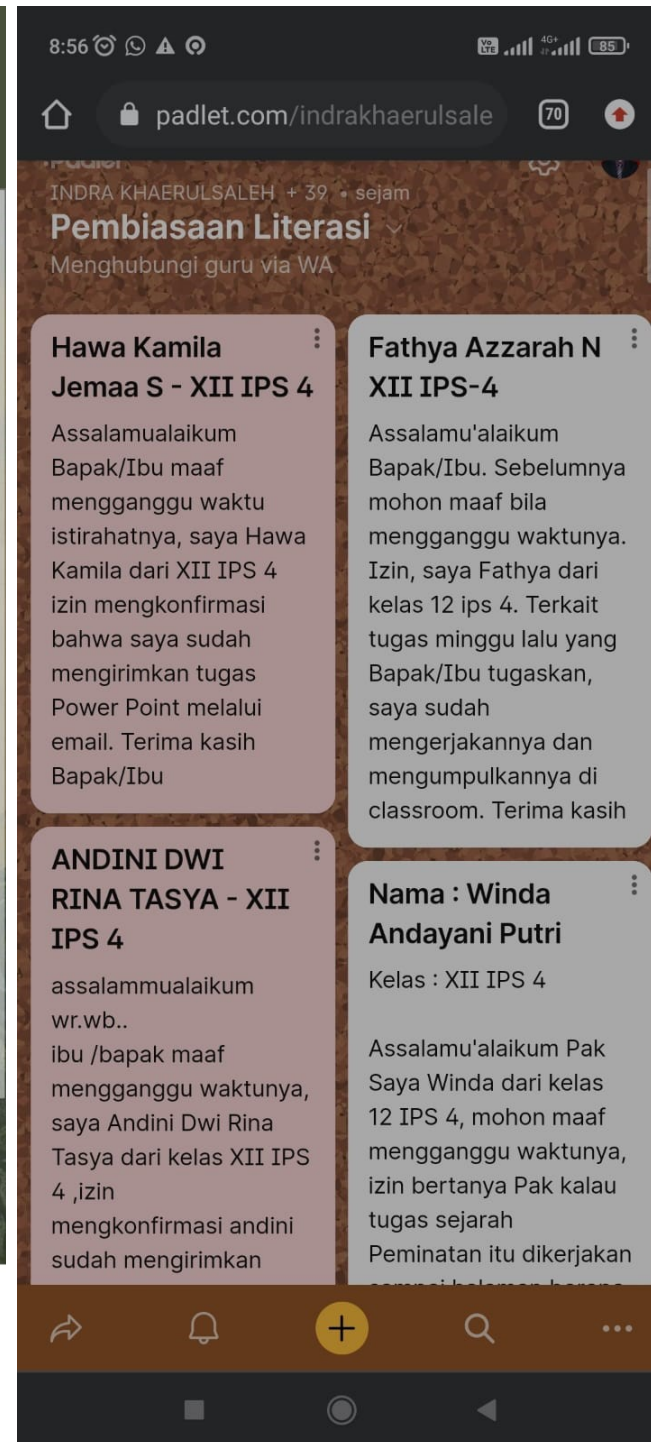 8:56
Vo LTE 4G+ 85
padlet.com/indrakhaerulsale 70
INDRA KHAERULSALEH + 39 • sejam
Pembiasaan Literasi
Menghubungi guru via WA
Hawa Kamila
Jemaa S - XII IPS 4
Assalamualaikum
Bapak/Ibu maaf
mengganggu waktu
istirahatnya, saya Hawa
Kamila dari XII IPS 4
izin mengkonfirmasi
bahwa saya sudah
mengirimkan tugas
Power Point melalui
email. Terima kasih
Bapak/Ibu
ANDINI DWI
RINA TASYA - XII
IPS 4
assalammualaikum
wr.wb..
ibu /bapak maaf
mengganggu waktunya,
saya Andini Dwi Rina
Tasya dari kelas XII IPS
4 ,izin
mengkonfirmasi andini
sudah mengirimkan
Fathya Azzarah N
XII IPS-4
Assalamu'alaikum
Bapak/Ibu. Sebelumnya
mohon maaf bila
mengganggu waktunya.
Izin, saya Fathya dari
kelas 12 ips 4. Terkait
tugas minggu lalu yang
Bapak/Ibu tugaskan,
saya sudah
mengerjakannya dan
mengumpulkannya di
classroom. Terima kasih
Nama : Winda
Andayani Putri
Kelas : XII IPS 4
Assalamu'alaikum Pak
Saya Winda dari kelas
12 IPS 4, mohon maaf
mengganggu waktunya,
izin bertanya Pak kalau
tugas sejarah
Peminatan itu dikerjakan